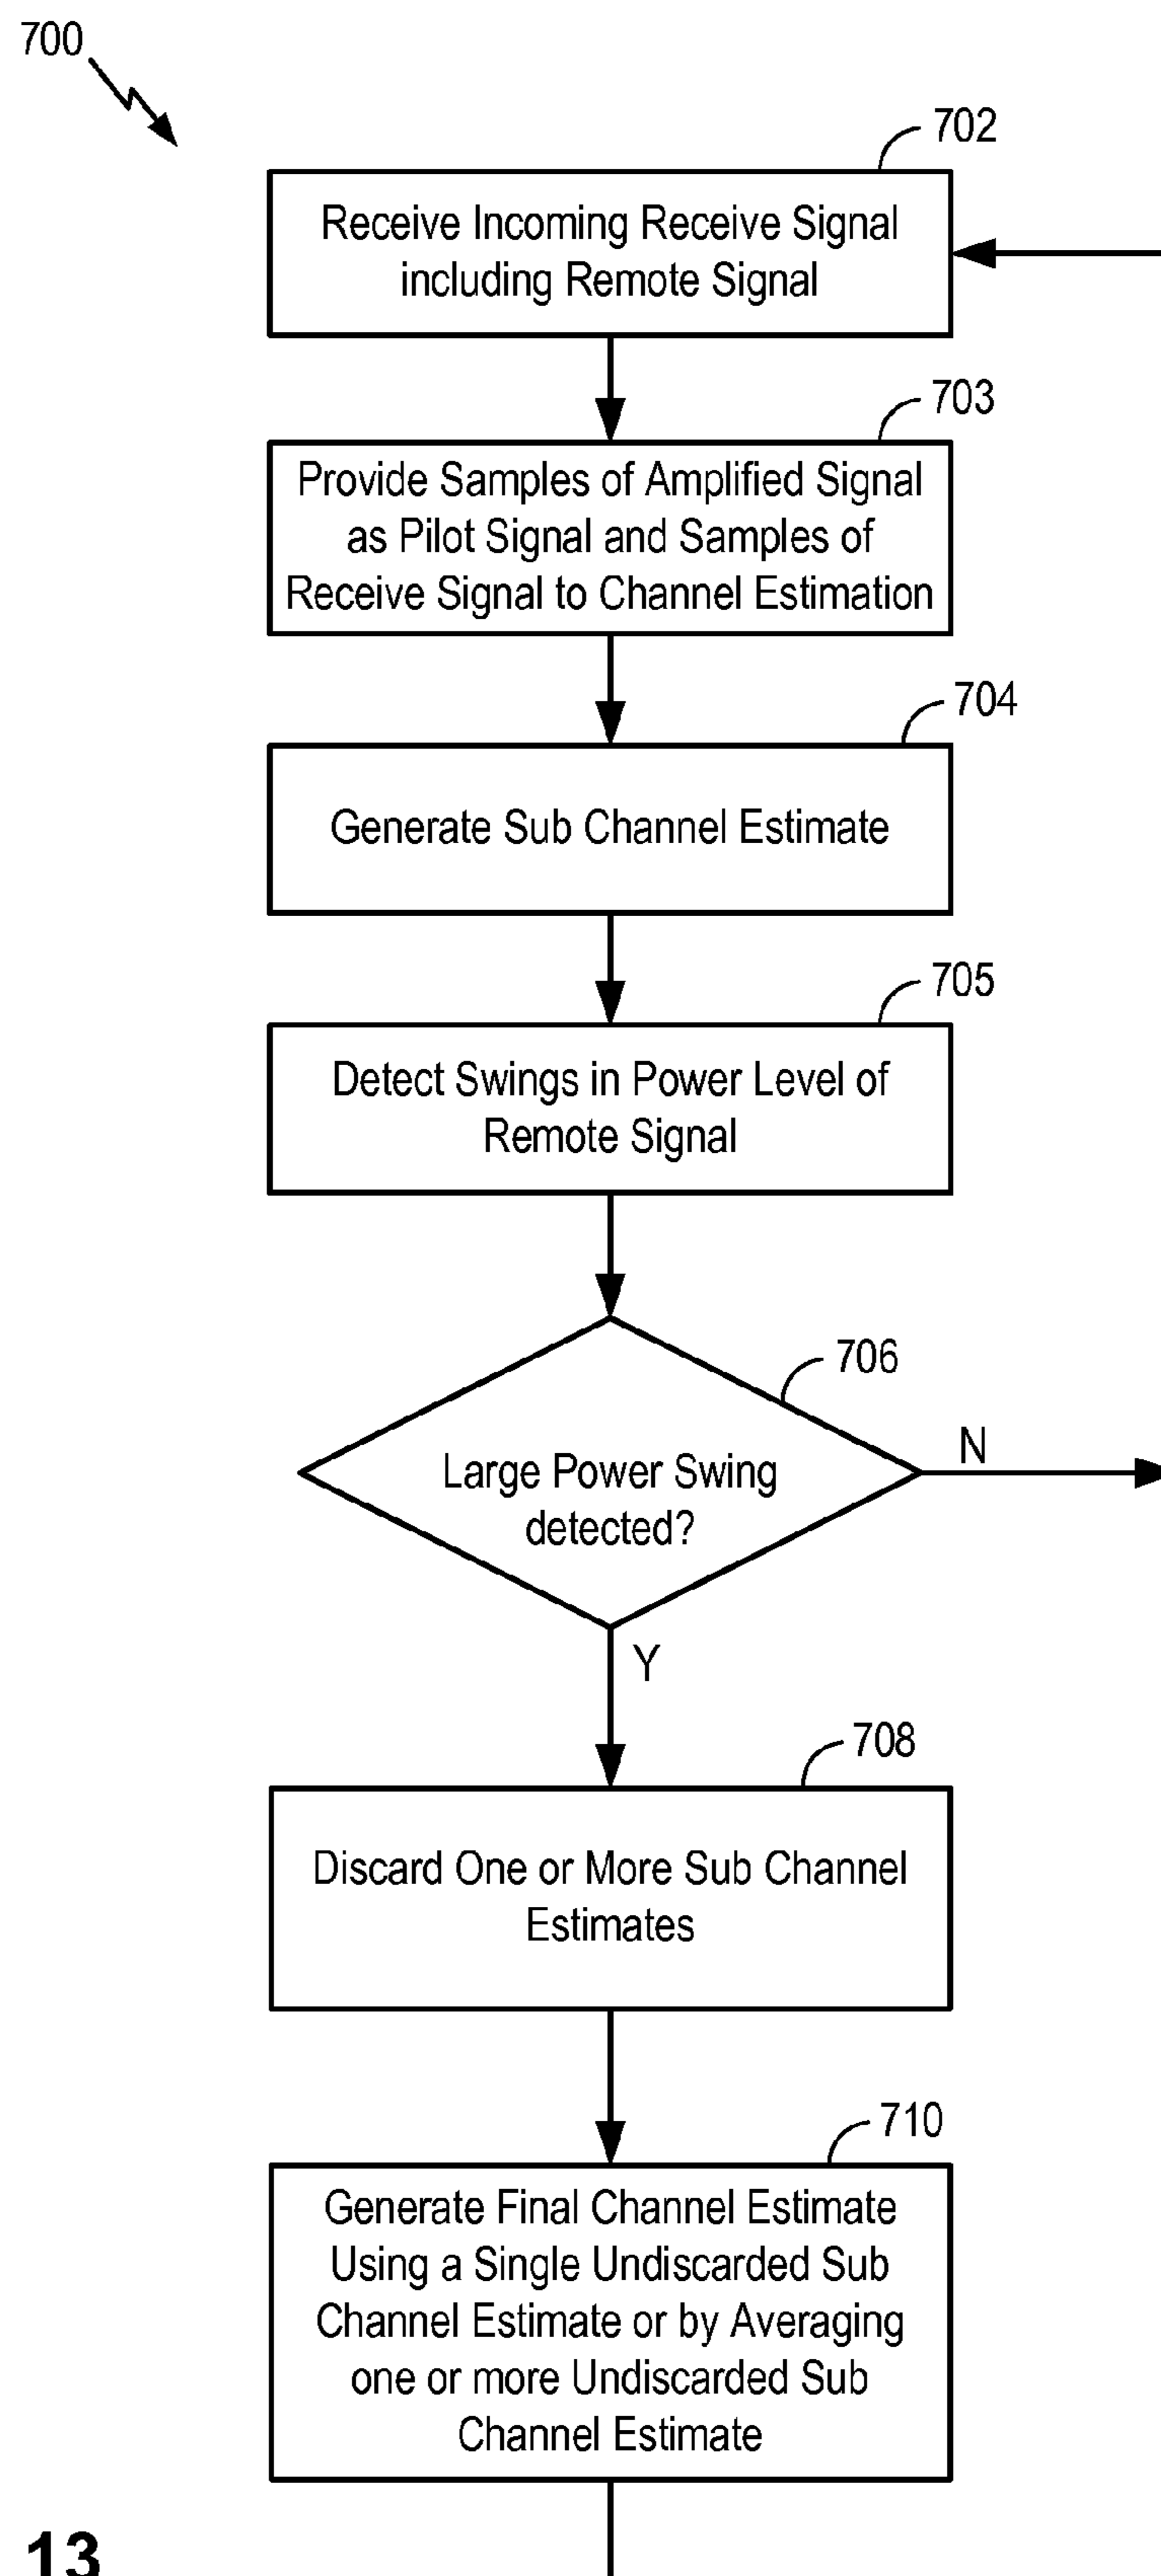 700
702
Receive Incoming Receive Signal
including Remote Signal
703
Provide Samples of Amplified Signal
as Pilot Signal and Samples of
Receive Signal to Channel Estimation
704
Generate Sub Channel Estimate
705
Detect Swings in Power Level of
Remote Signal
706
Large Power Swing
detected?
N
Y
708
Discard One or More Sub Channel
Estimates
710
Generate Final Channel Estimate
Using a Single Undiscarded Sub
Channel Estimate or by Averaging
one or more Undiscarded Sub
Channel Estimate
13